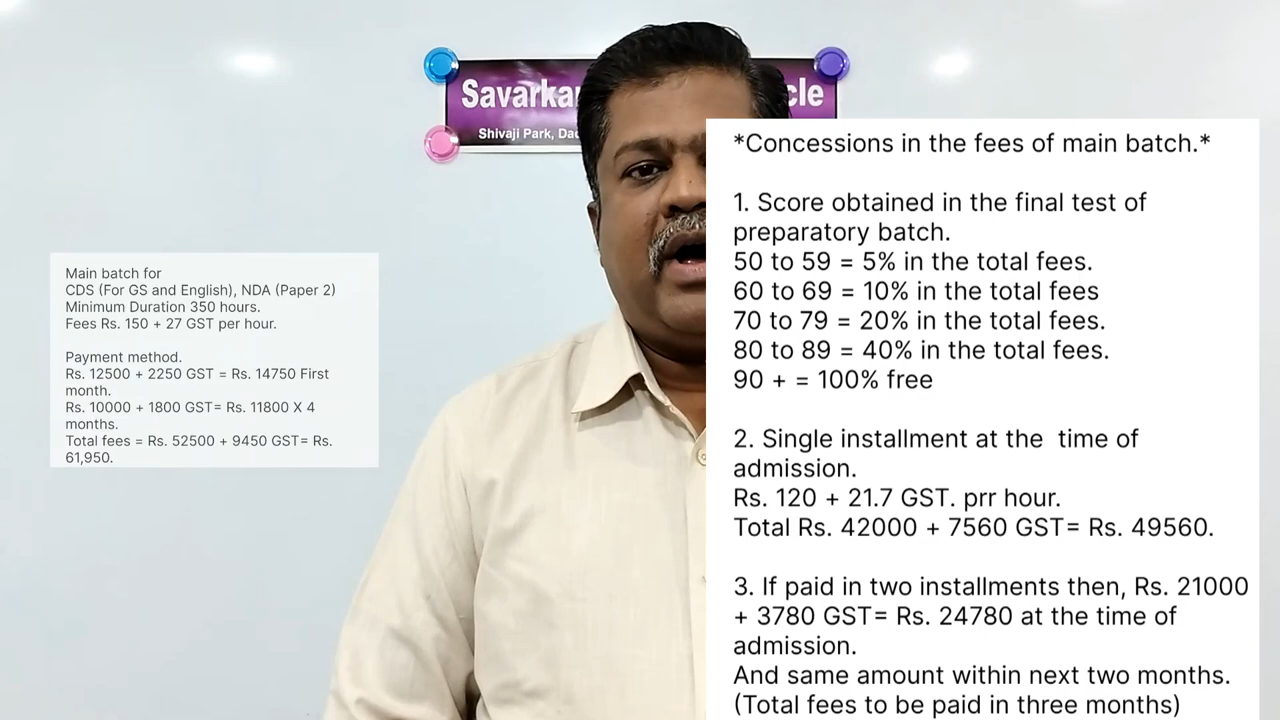 Savarka
cle
Shivaji Park, Da
Main batch for
CDS (For GS and English), NDA (Paper 2)
Minimum Duration 350 hours.
Fees Rs. 150 + 27 GST per hour.
Payment method.
Rs. 12500 + 2250 GST = Rs. 14750 First
month.
Rs. 10000 + 1800 GST= Rs. 11800 X 4
months.
Total fees = Rs. 52500 + 9450 GST= Rs.
61,950.
*Concessions in the fees of main batch.*
1. Score obtained in the final test of
preparatory batch.
50 to 59 = 5% in the total fees.
60 to 69 = 10% in the total fees
70 to 79 = 20% in the total fees.
80 to 89 = 40% in the total fees.
90 + = 100% free
2. Single installment at the  time of
admission.
Rs. 120 + 21.7 GST. prr hour.
Total Rs. 42000 + 7560 GST= Rs. 49560.
3. If paid in two installments then, Rs. 21000
+ 3780 GST= Rs. 24780 at the time of
admission.
And same amount within next two months.
(Total fees to be paid in three months)